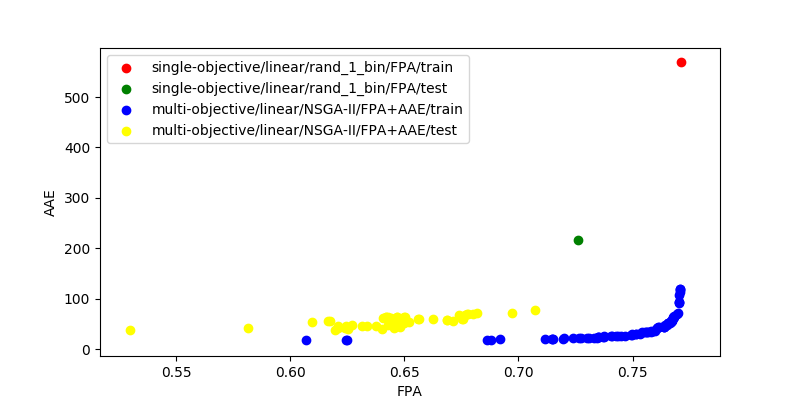 single-objective/linear/rand_1_bin/FPA/train
single-objective/linear/rand_1_bin/FPA/test
multi-objective/linear/NSGA-II/FPA+AAE/train
multi-objective/linear/NSGA-II/FPA+AAE/test
AAE
500
400
300
200
100
0
0.55 0.60 0.65 0.70 0.75
FPA